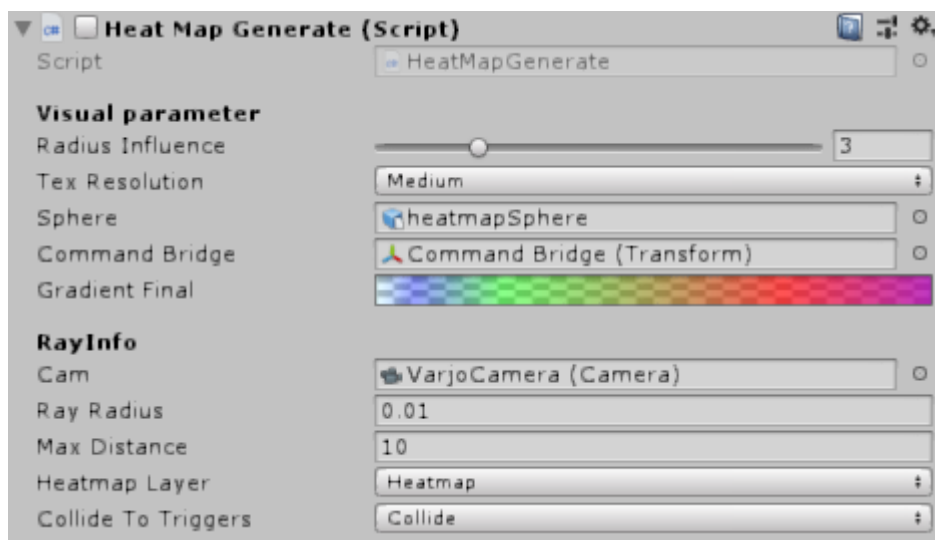 Heat Map Generate (Script)
Script HeatMapGenerate
Visual parameter
Radius Influence 3
Tex Resolution Medium
Sphere heatmapSphere
Command Bridge Command Bridge (Transform)
Gradient Final
RayInfo
Cam VarjoCamera (Camera)
Ray Radius 0.01
Max Distance 10
Heatmap Layer Heatmap
Collide To Triggers Collide